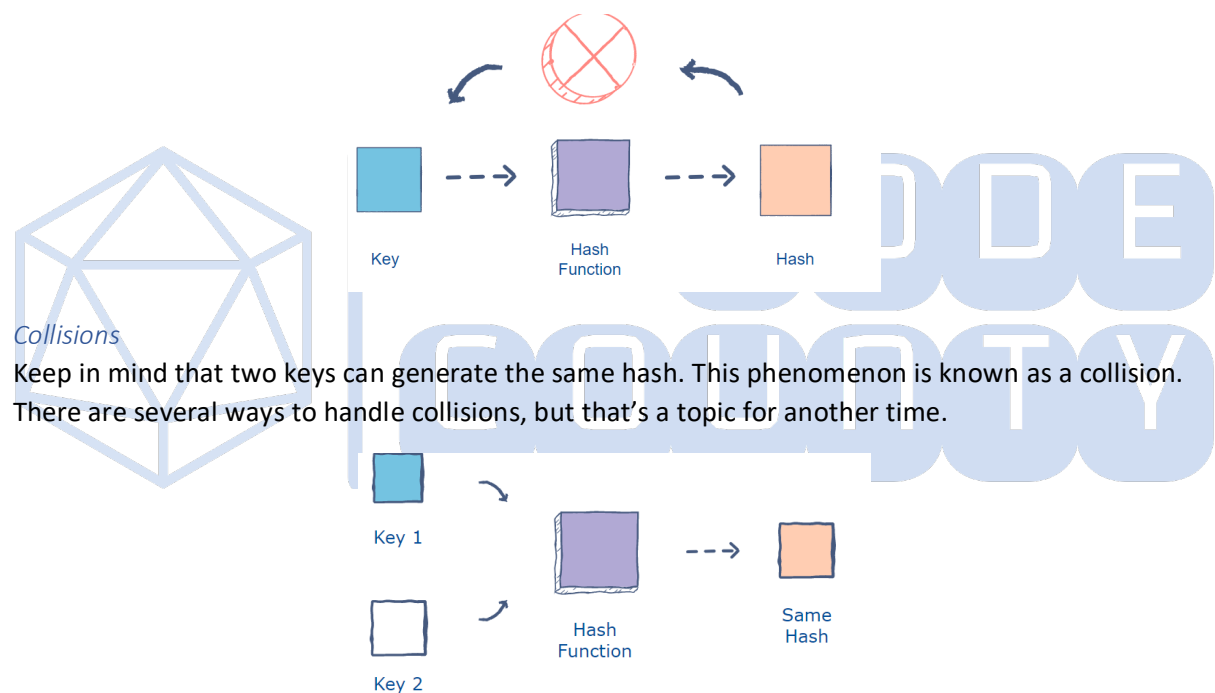 Key
Hash
Function
Hash
DDE
Collisions
COUNTY
Keep in mind that two keys can generate the same hash. This phenomenon is known as a collision.
There are several ways to handle collisions, but that’s a topic for another time.
Key 1
Key 2
Hash
Function
Same
Hash